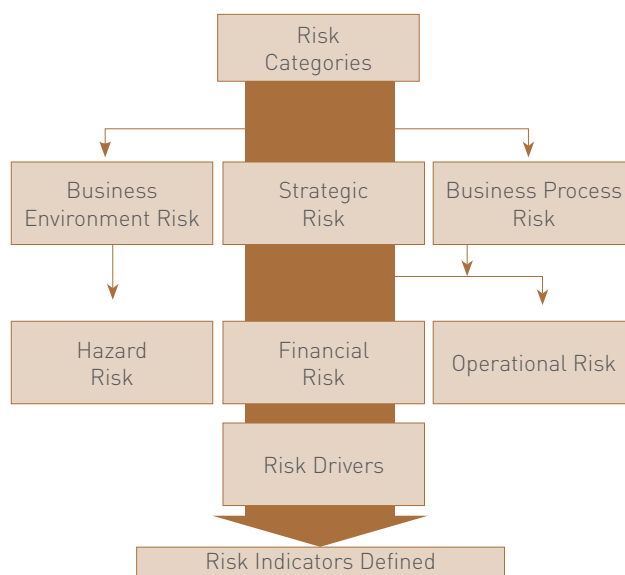 Risk
Categories
Business
Environment Risk
Strategic
Risk
Business Process
Risk
Hazard
Risk
Financial
Risk
Operational Risk
Risk Drivers
Risk Indicators Defined